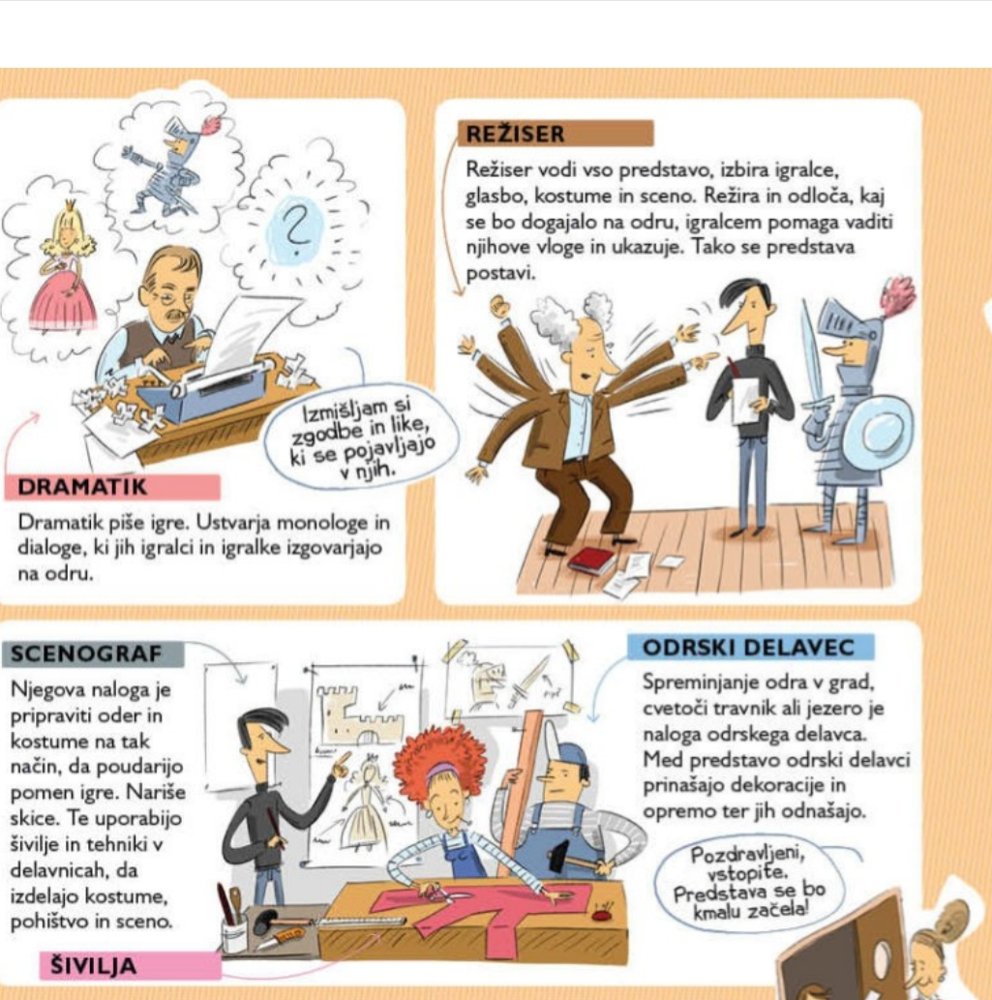 DRAMATIK
Dramatik piše igre. Ustvarja monologe in
dialoge, ki jih igralci in igralke izgovarjajo
na odru.
Izmišljam si
zgodbe in like,
ki se pojavljajo
v njih.
?
REŽISER
Režiser vodi vso predstavo, izbira igralce,
glasbo, kostume in sceno. Režira in odloča, kaj
se bo dogajalo na odru, igralcem pomaga vaditi
njihove vloge in ukazuje. Tako se predstava
postavi.
SCENOGRAF
Njegova naloga je
pripraviti oder in
kostume na tak
način, da poudarijo
pomen igre. Nariše
skice. Te uporabijo
šivilje in tehniki v
delavnicah, da
izdelajo kostume,
pohištvo in sceno.
ŠIVILJA
ODRSKI DELAVEC
Spreminjanje odra v grad,
cvetoči travnik ali jezero je
naloga odrskega delavca.
Med predstavo odrski delavci
prinašajo dekoracije in
opremo ter jih odnašajo.
Pozdravljeni,
vstopite.
Predstava se bo
kmalu začela!